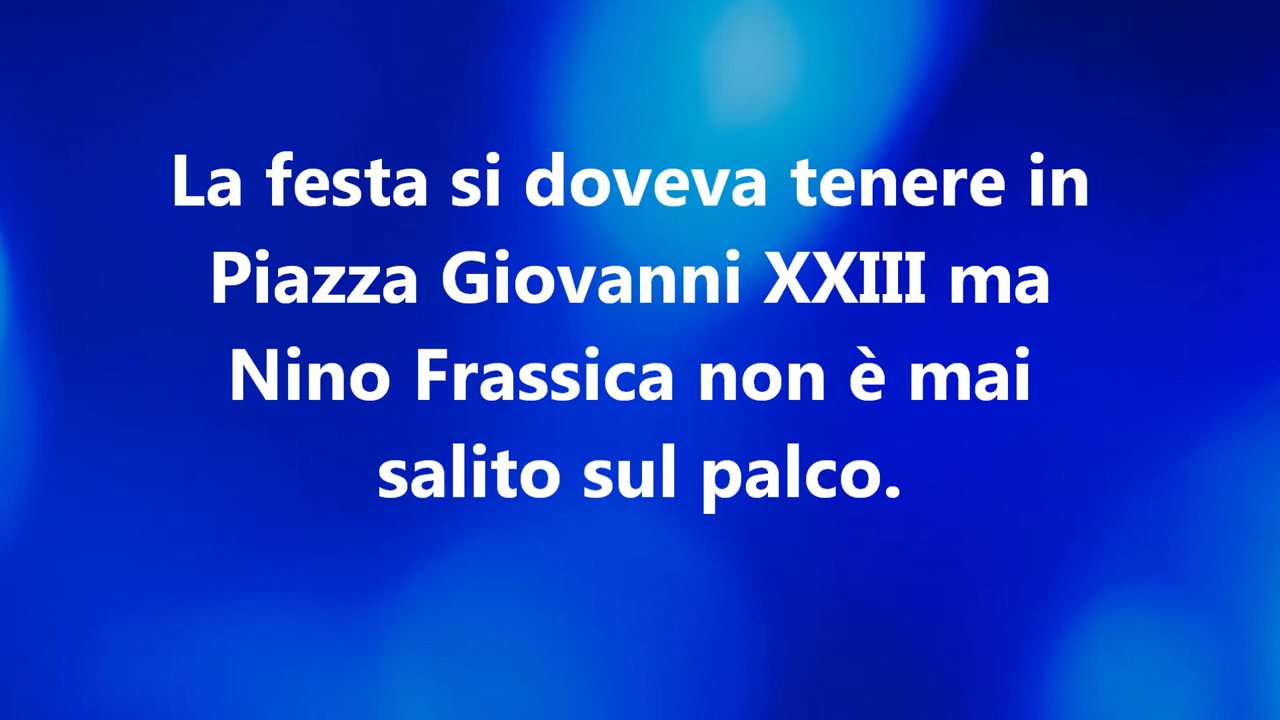 La festa si doveva tenere in
Piazza Giovanni XXIII ma
Nino Frassica non è mai
salito sul palco.